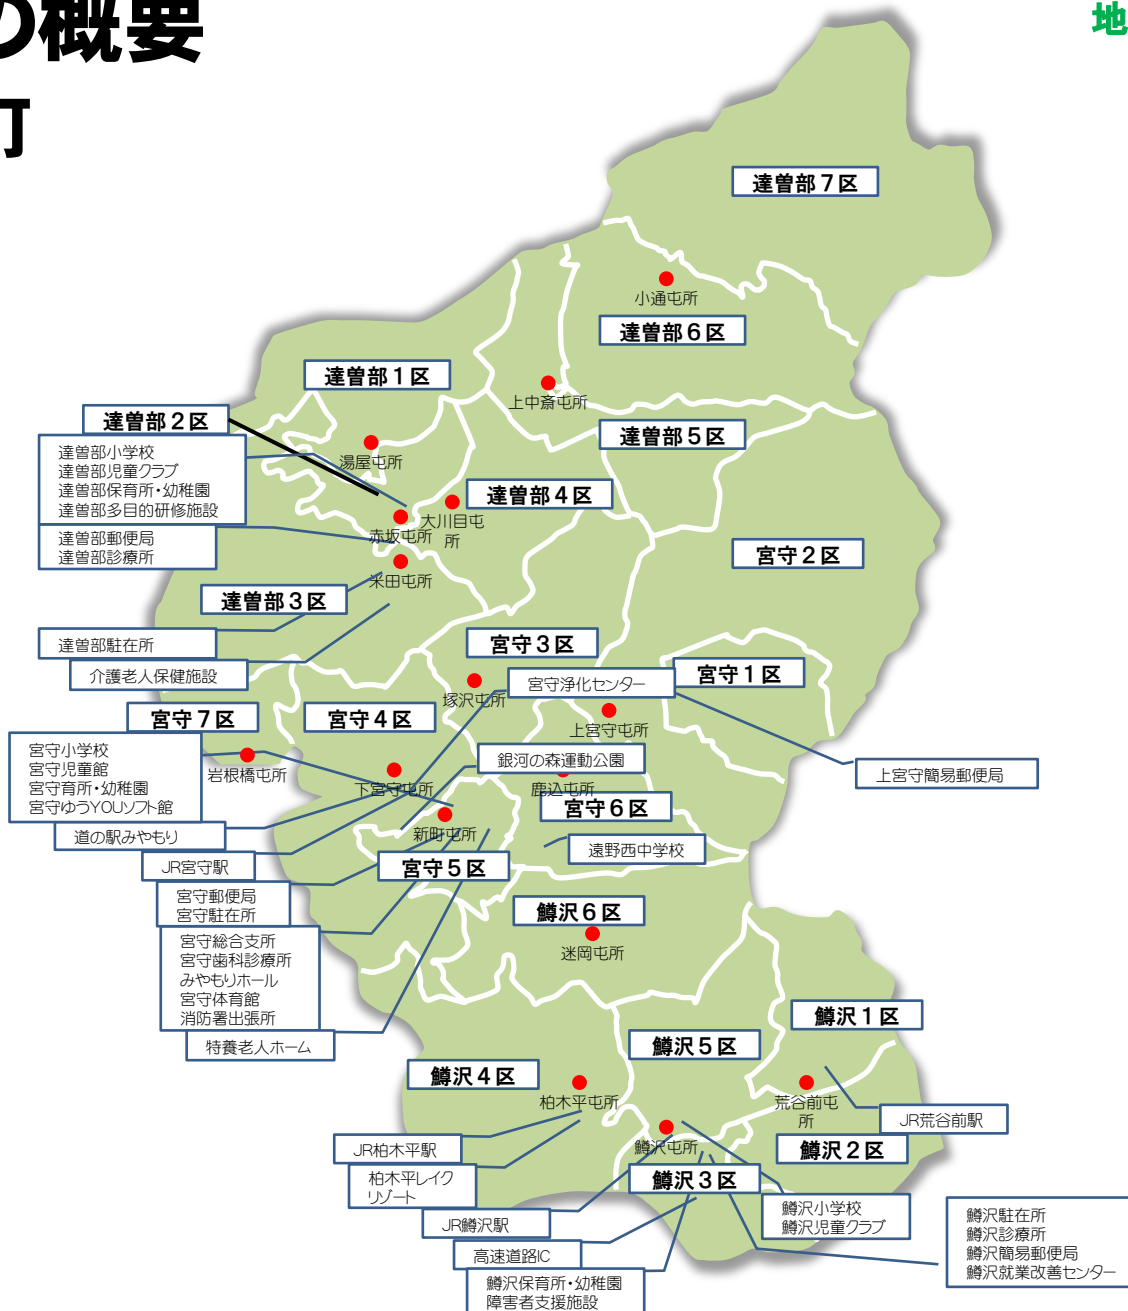 の概要
地
町
達曽部７区
小通屯所
達曽部６区
達曽部１区
上中斎屯所
達曽部２区
達曽部５区
達曽部小学校
達曽部児童クラブ
達曽部保育所・幼稚園
達曽部多目的研修施設
湯屋屯所
達曽部４区
大川目屯
所
赤坂屯所
達曽部郵便局
達曽部診療所
宮守２区
米田屯所
達曽部３区
達曽部駐在所
宮守３区
介護老人保健施設
宮守浄化センター
宮守１区
塚沢屯所
宮守７区
宮守４区
上宮守屯所
宮守小学校
宮守児童館
宮守育所・幼稚園
宮守ゆうYOUソフト館
岩根橋屯所
銀河の森運動公園
上宮守簡易郵便局
下宮守屯所
鹿込屯所
宮守６区
道の駅みやもり
新町屯所
遠野西中学校
JR宮守駅
宮守５区
宮守郵便局
宮守駐在所
鱒沢６区
宮守総合支所
宮守歯科診療所
みやもりホール
宮守体育館
消防署出張所
迷岡屯所
特養老人ホーム
鱒沢１区
鱒沢５区
鱒沢４区
柏木平屯所
荒谷前屯
所
JR荒谷前駅
JR柏木平駅
鱒沢屯所
鱒沢２区
柏木平レイク
リゾート
鱒沢３区
JR鱒沢駅
鱒沢小学校
鱒沢児童クラブ
高速道路IC
鱒沢駐在所
鱒沢診療所
鱒沢簡易郵便局
鱒沢就業改善センター
鱒沢保育所・幼稚園
障害者支援施設